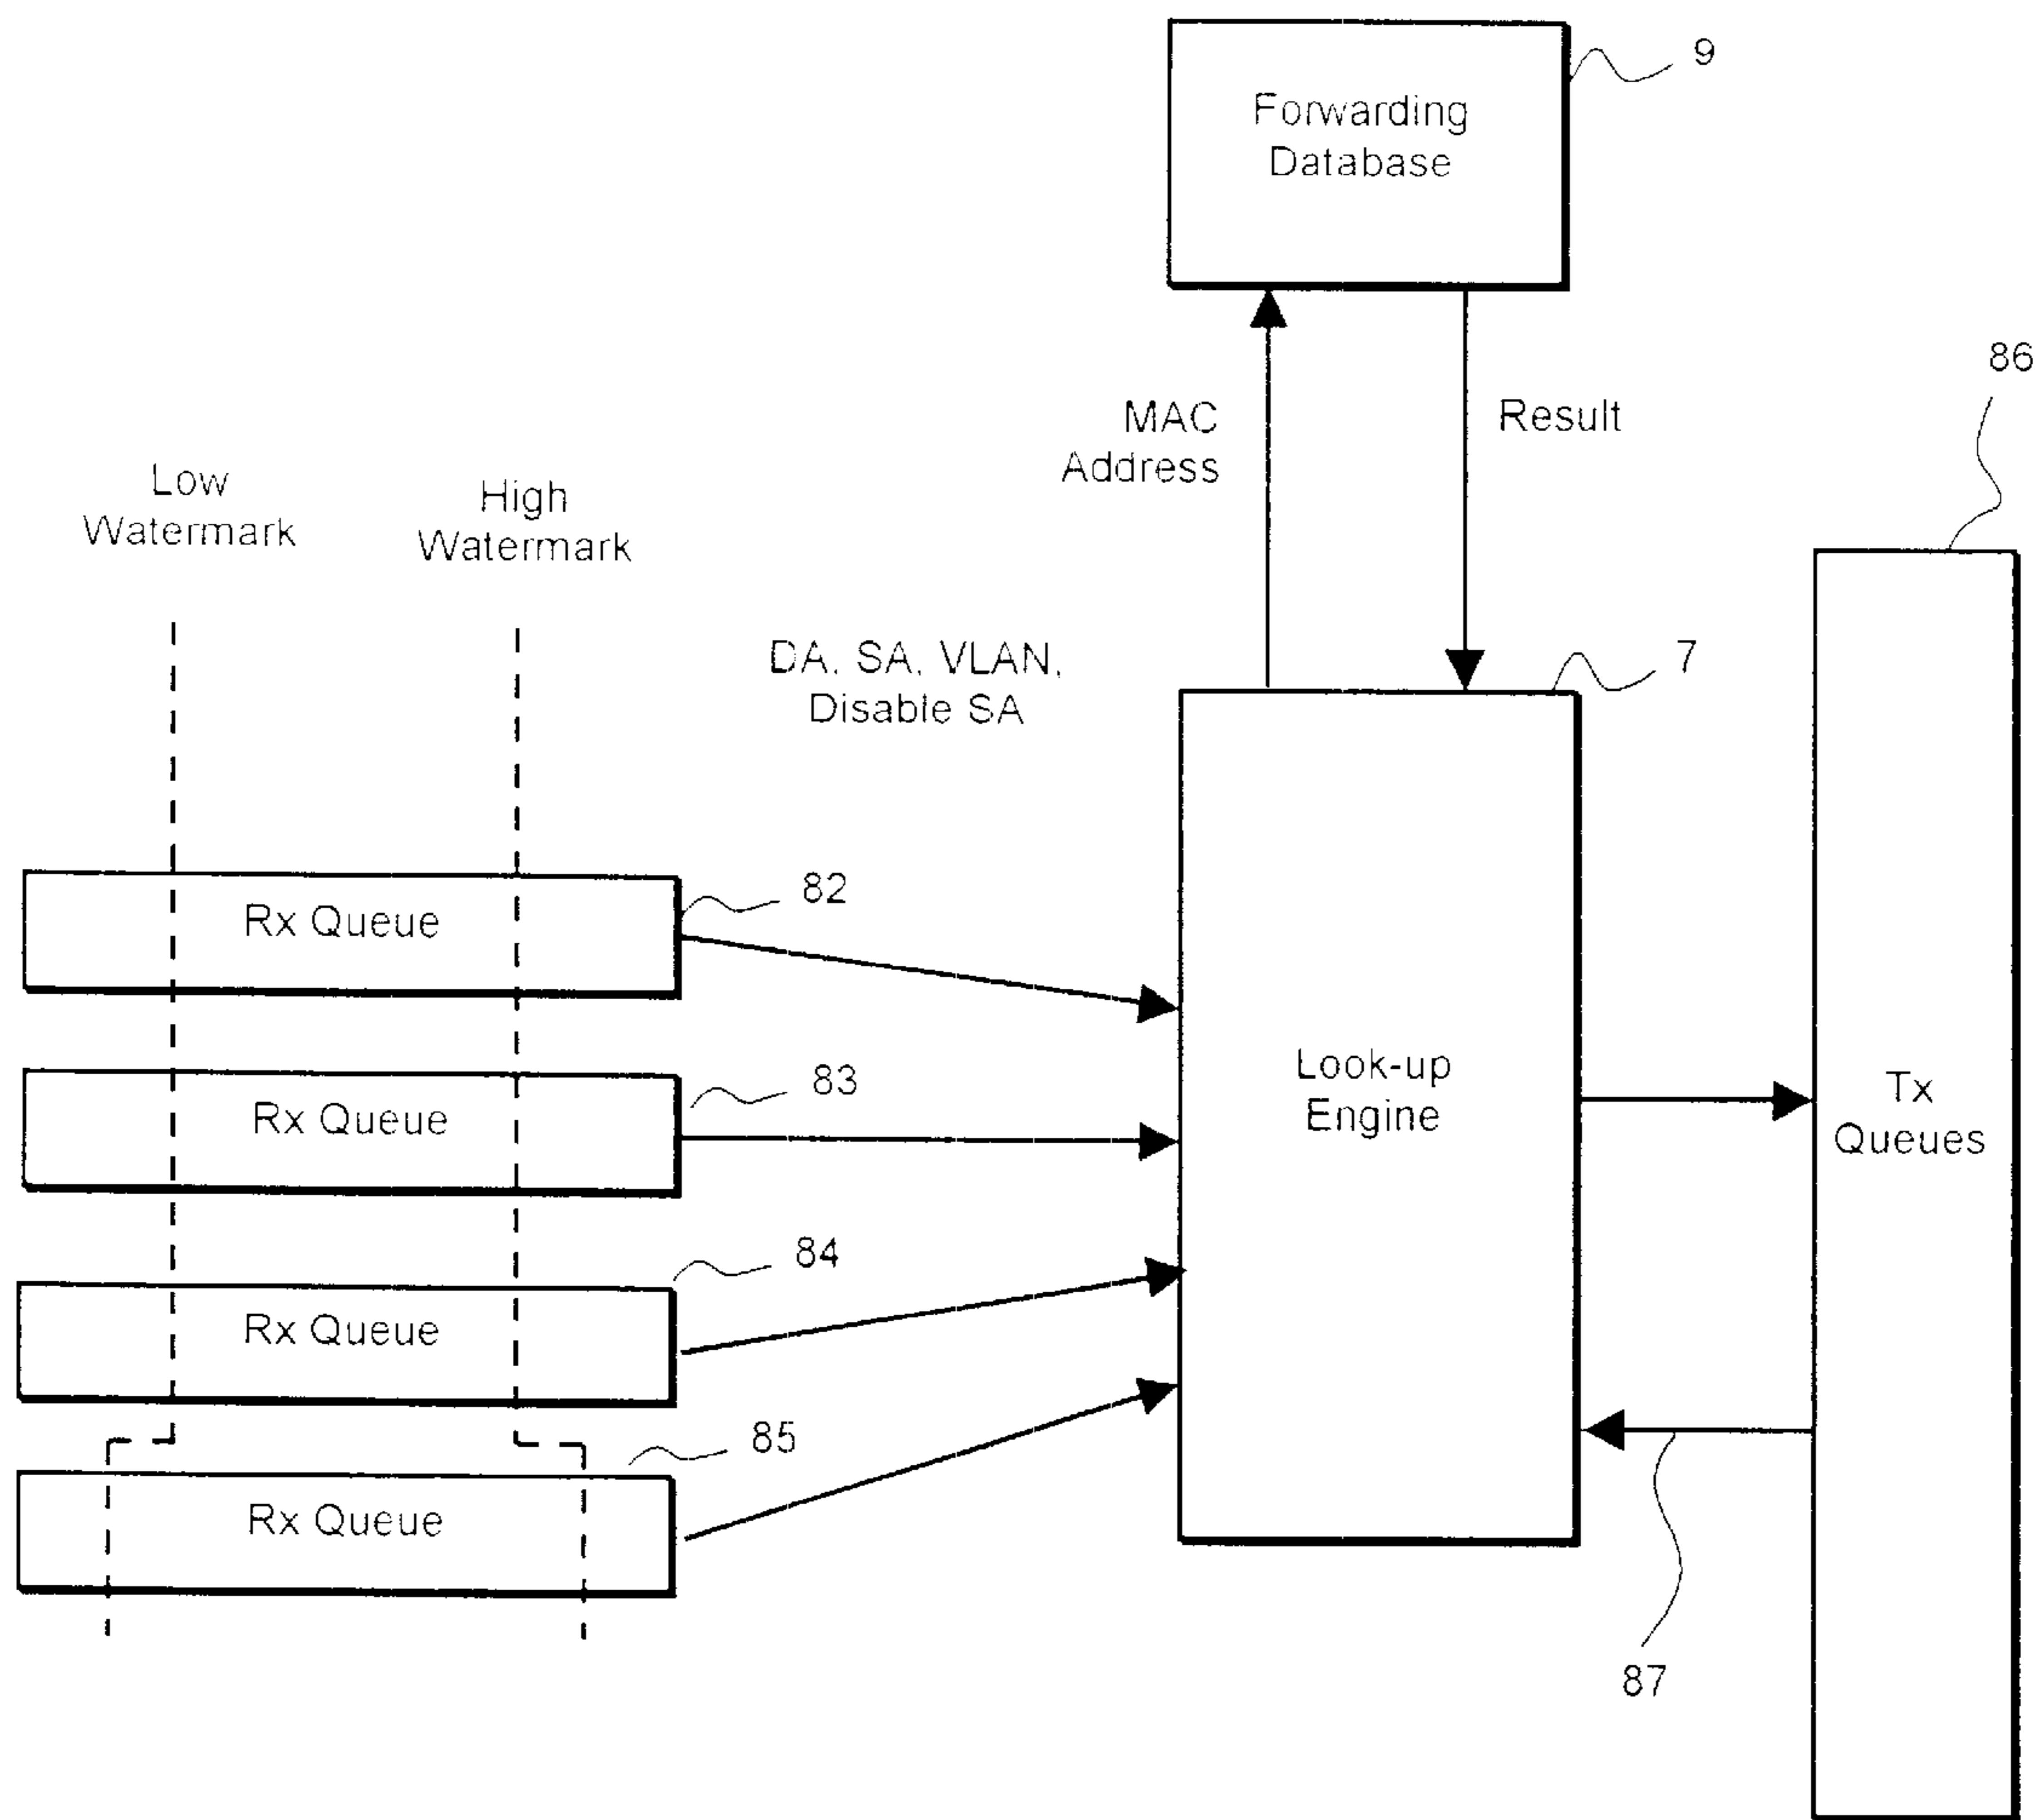 Forwarding
Database
9
86
MAC
Address
Result
Low
Watermark
High
Watermark
DA, SA, VLAN,
Disable SA
7
Rx Queue
82
Rx Queue
83
Look-up
Engine
Tx
Queues
Rx Queue
84
Rx Queue
85
87